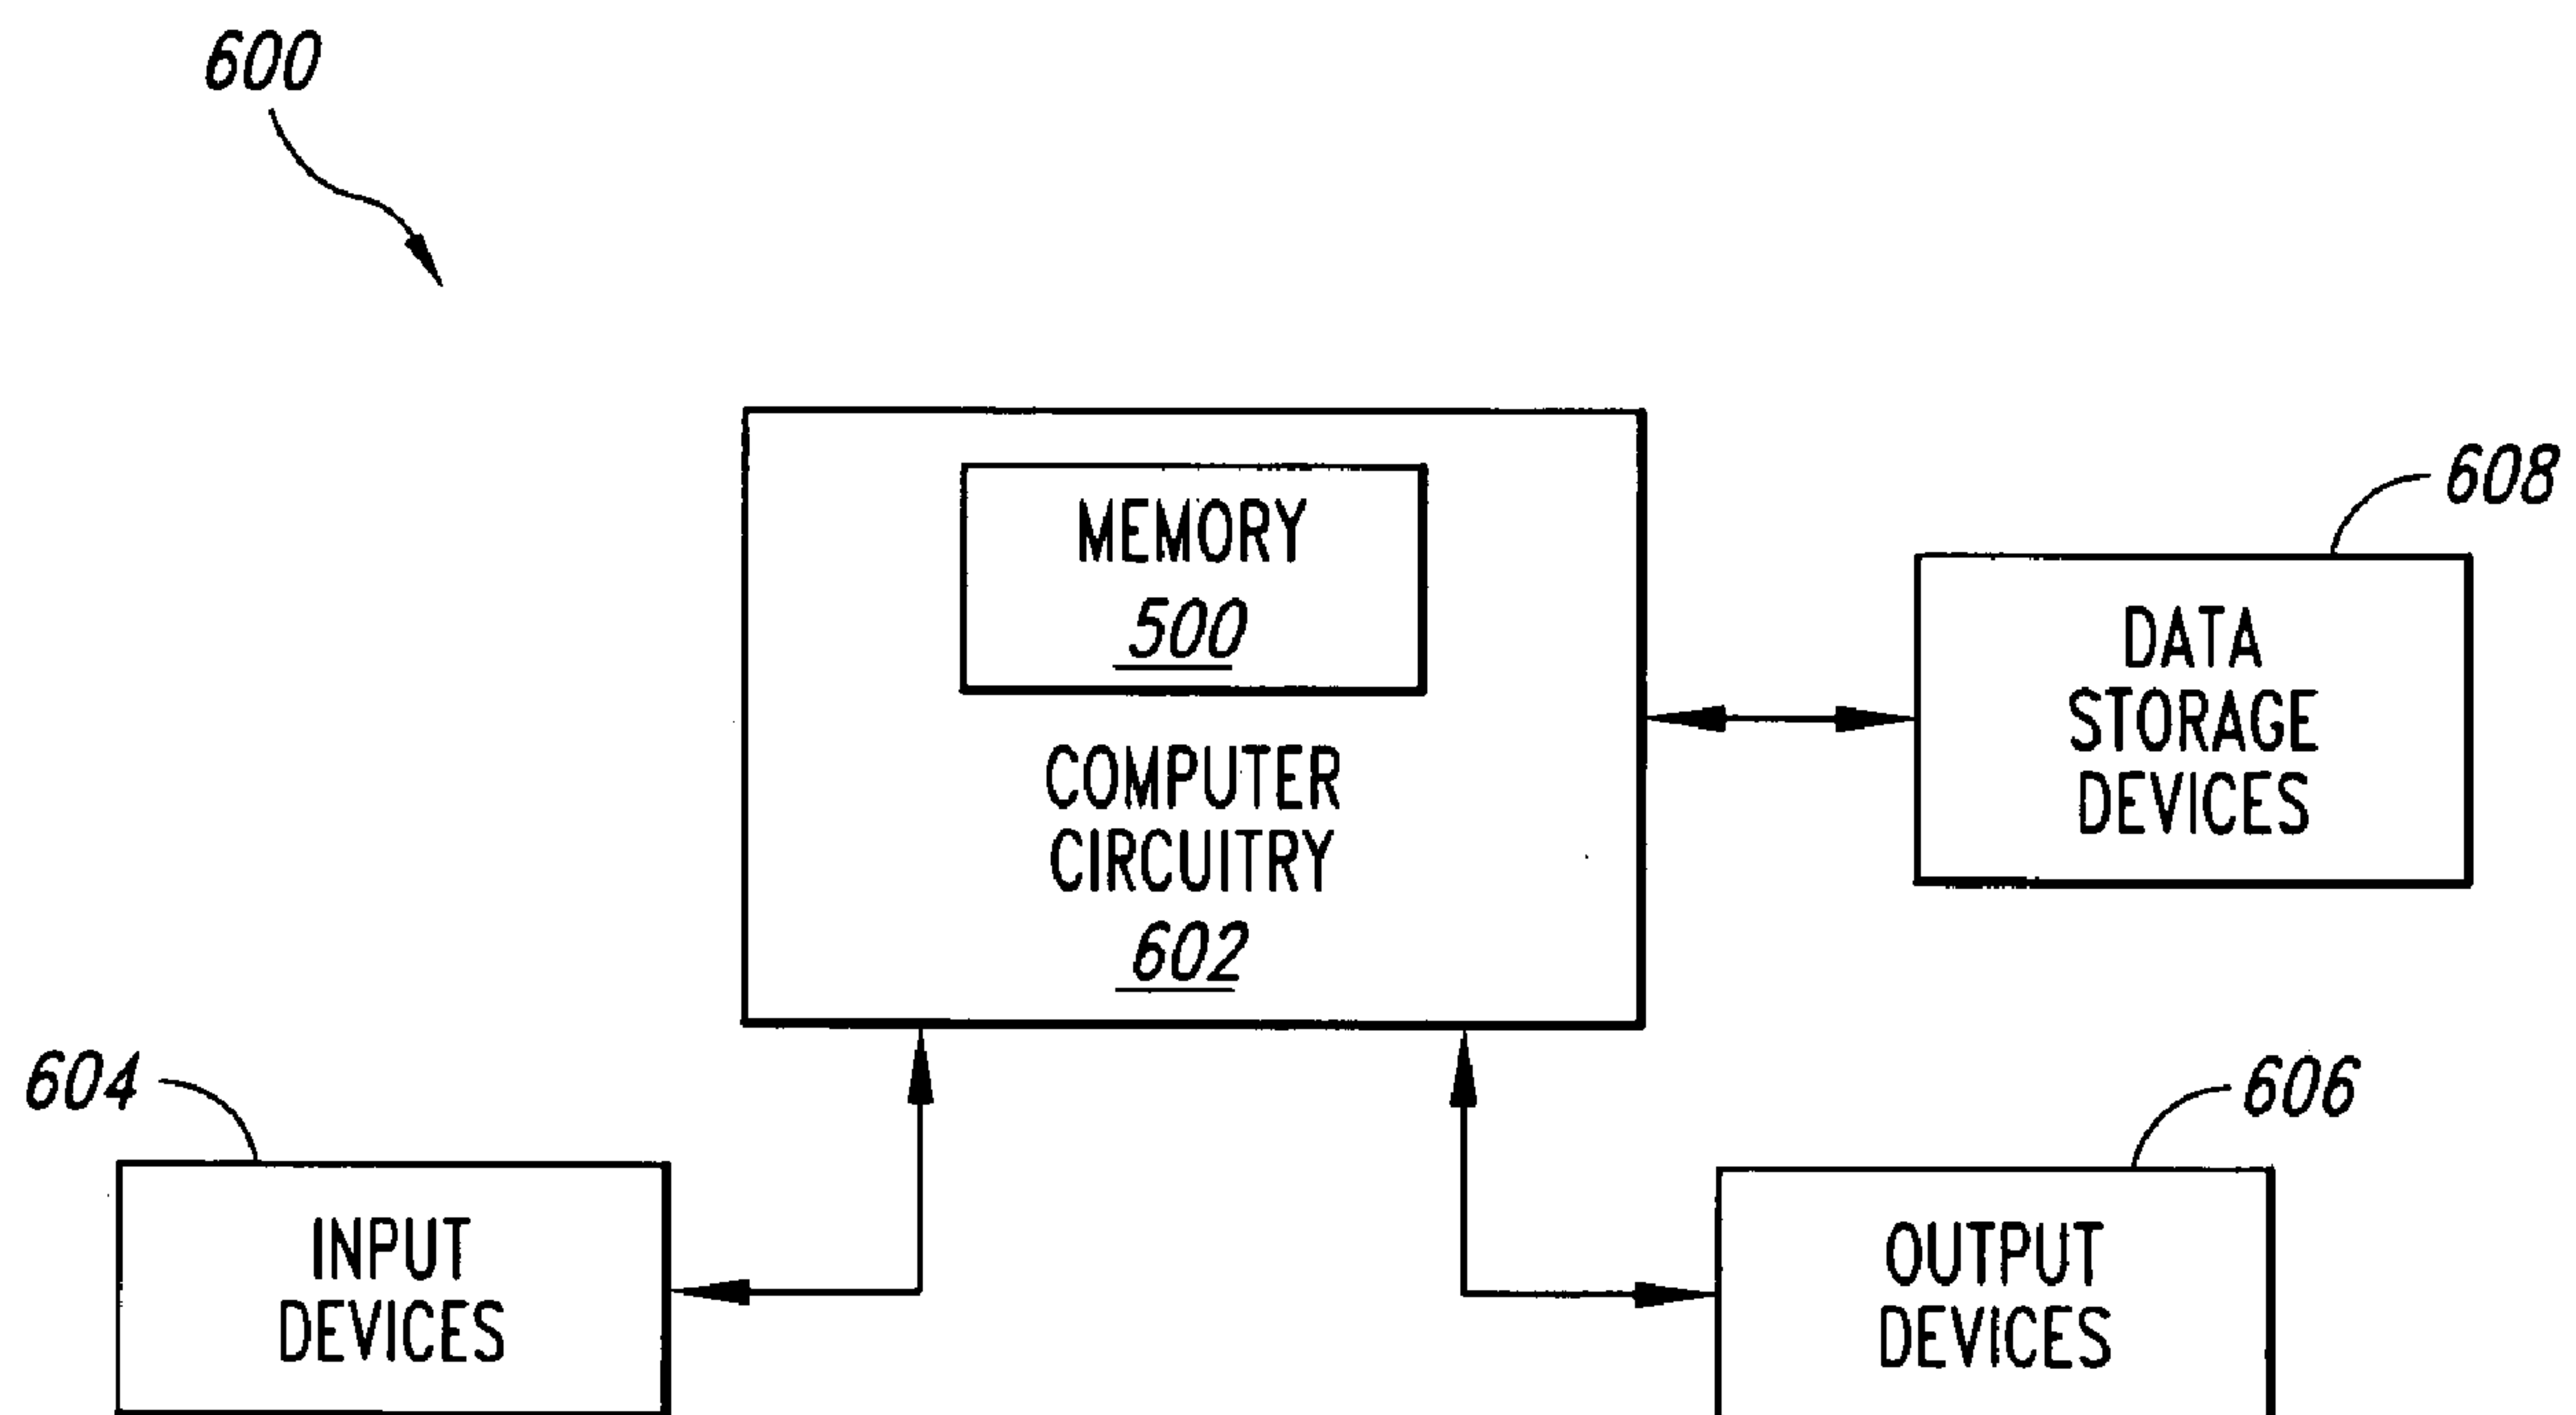 600
MEMORY
500
COMPUTER
CIRCUITRY
602
608
DATA
STORAGE
DEVICES
604
INPUT
DEVICES
606
OUTPUT
DEVICES